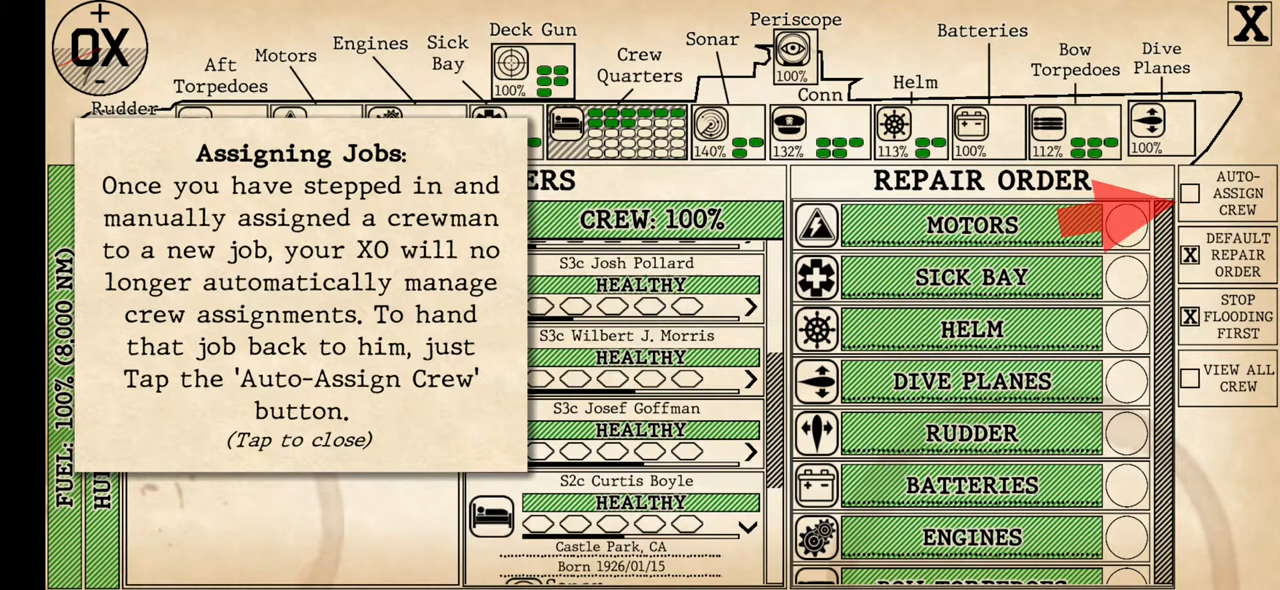 +
OX
-
Rudder
Aft
Torpedoes
Motors
Engines
Sick
Bay
Deck Gun
100%
Crew
Quarters
Sonar
Periscope
100%
Conn
Helm
Batteries
Bow
Torpedoes
Dive
Planes
X
140%
132%
113%
100%
112%
100%
Assigning Jobs:
Once you have stepped in and
manually assigned a crewman
to a new job, your XO will no
longer automatically manage
crew assignments. To hand
that job back to him, just
Tap the 'Auto-Assign Crew'
button.
(Tap to close)
FUEL: 100% (8,000 NM)
CREW: 100%
S3c Josh Pollard
HEALTHY
S3c Wilbert J. Morris
HEALTHY
S3c Josef Goffman
HEALTHY
S2c Curtis Boyle
HEALTHY
Castle Park, CA
Born 1926/01/15
REPAIR ORDER
MOTORS
SICK BAY
HELM
DIVE PLANES
RUDDER
BATTERIES
ENGINES
BOW TORPEDOES
AUTO-
ASSIGN
CREW
X
DEFAULT
REPAIR
ORDER
X
STOP
FLOODING
FIRST
VIEW ALL
CREW